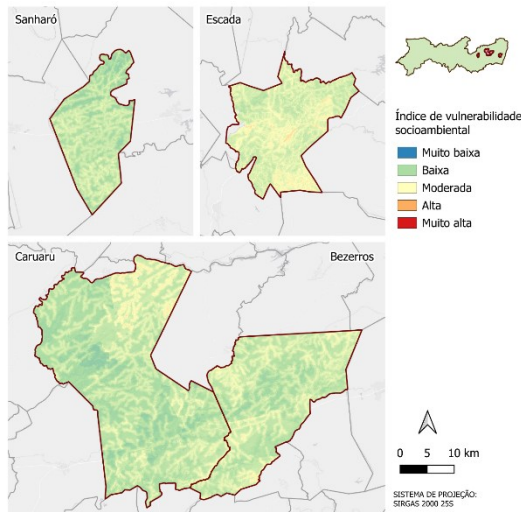 Sanharó
Escada
Índice de vulnerabilidade
socioambiental
Muito baixa
Baixa
Moderada
Alta
Muito alta
Caruaru
Bezerros
0 5 10 km
SISTEMA DE PROJEÇÃO:
SIRGAS 2000 25S